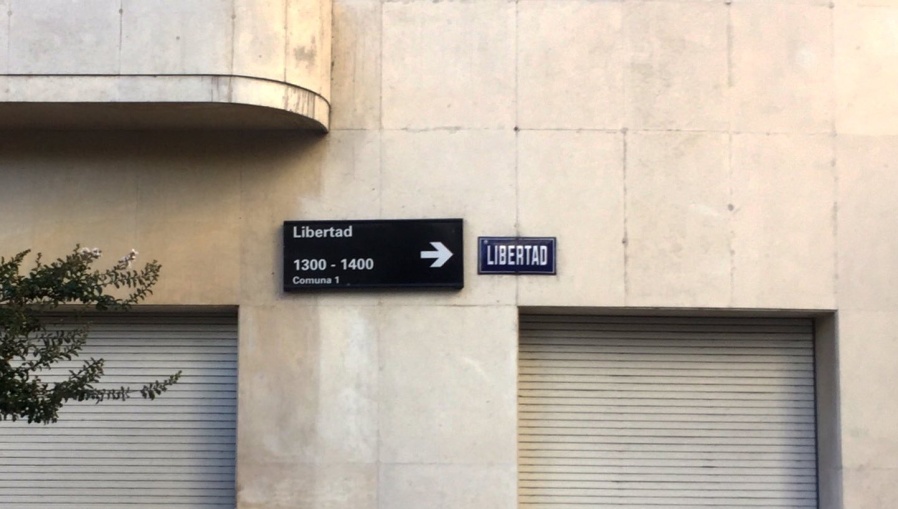 Libertad
1300 - 1400
Comuna 1
LIBERTAD